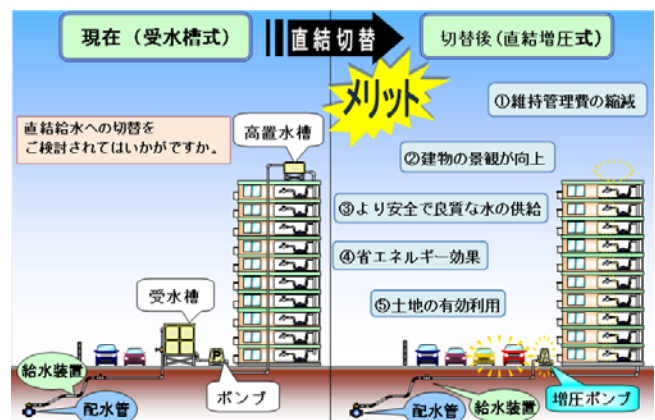 現在（受水槽式）
直結切替
切替後（直結増圧式）
メリット
直結給水への切替を
ご検討されてはいかがですか。
高置水槽
受水槽
P
ポンプ
給水装置
配水管
①維持管理費の縮減
②建物の景観が向上
③より安全で良質な水の供給
④省エネルギー効果
⑤土地の有効利用
増圧ポンプ
給水装置
配水管